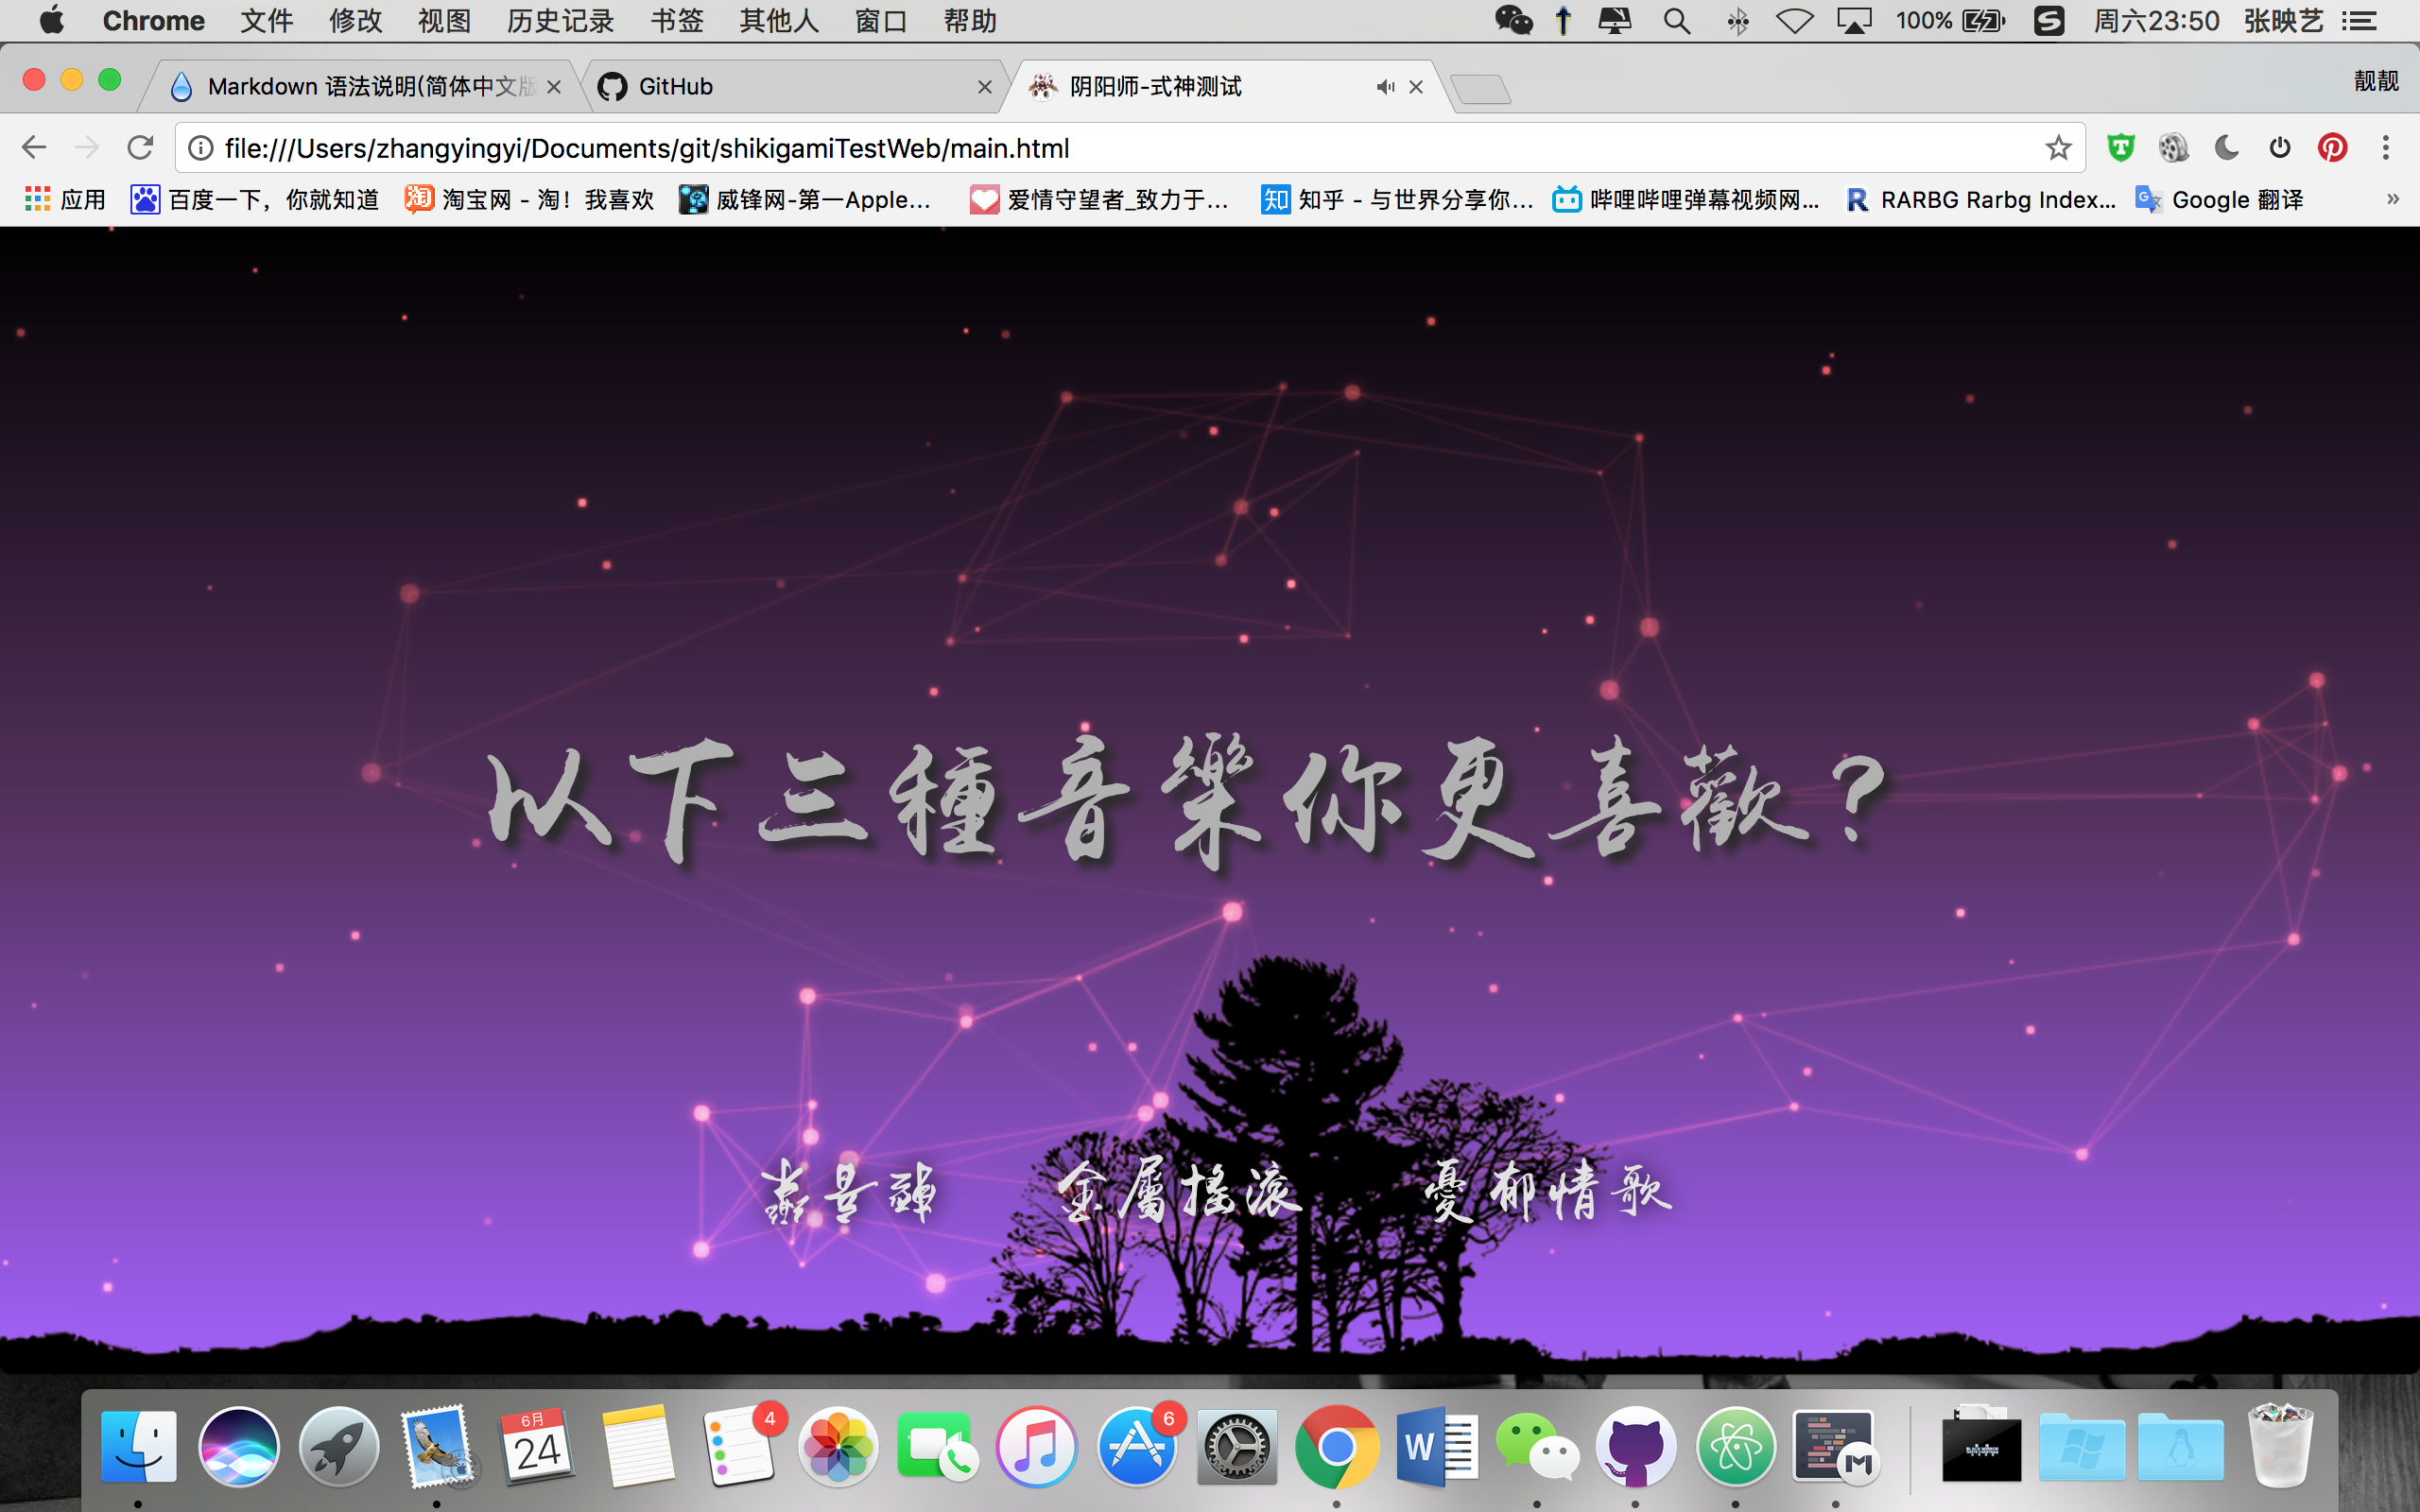 Chrome 文件 修改 视图 历史记录 书签 其他人 窗口 帮助 100% 周六23:50 张映艺
Markdown 语法说明(简体中文版 GitHub 阴阳师-式神测试 靓靓
file:///Users/zhangyingyi/Documents/git/shikigamiTestWeb/main.html
应用 百度一下，你就知道 淘宝网 - 淘！我喜欢 威锋网-第一Apple... 爱情守望者_致力于... 知乎 - 与世界分享你... 哔哩哔哩弹幕视频网... RARBG Rarbg Index... Google 翻译 »
以下三種音樂你更喜歡？
金屬搖滾 憂郁情歌
6月
24
4
6